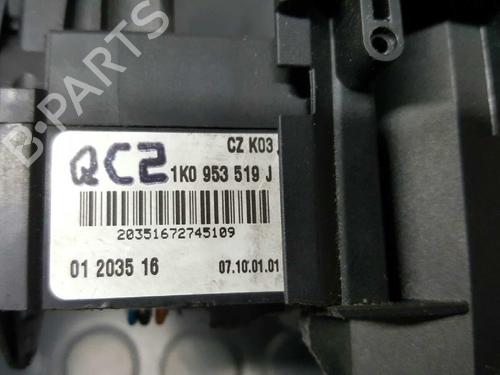 CZ K03
QC2
1K0 953 519 J
20351672745109
01 2035 16
07.10.01.01
B-PARTS